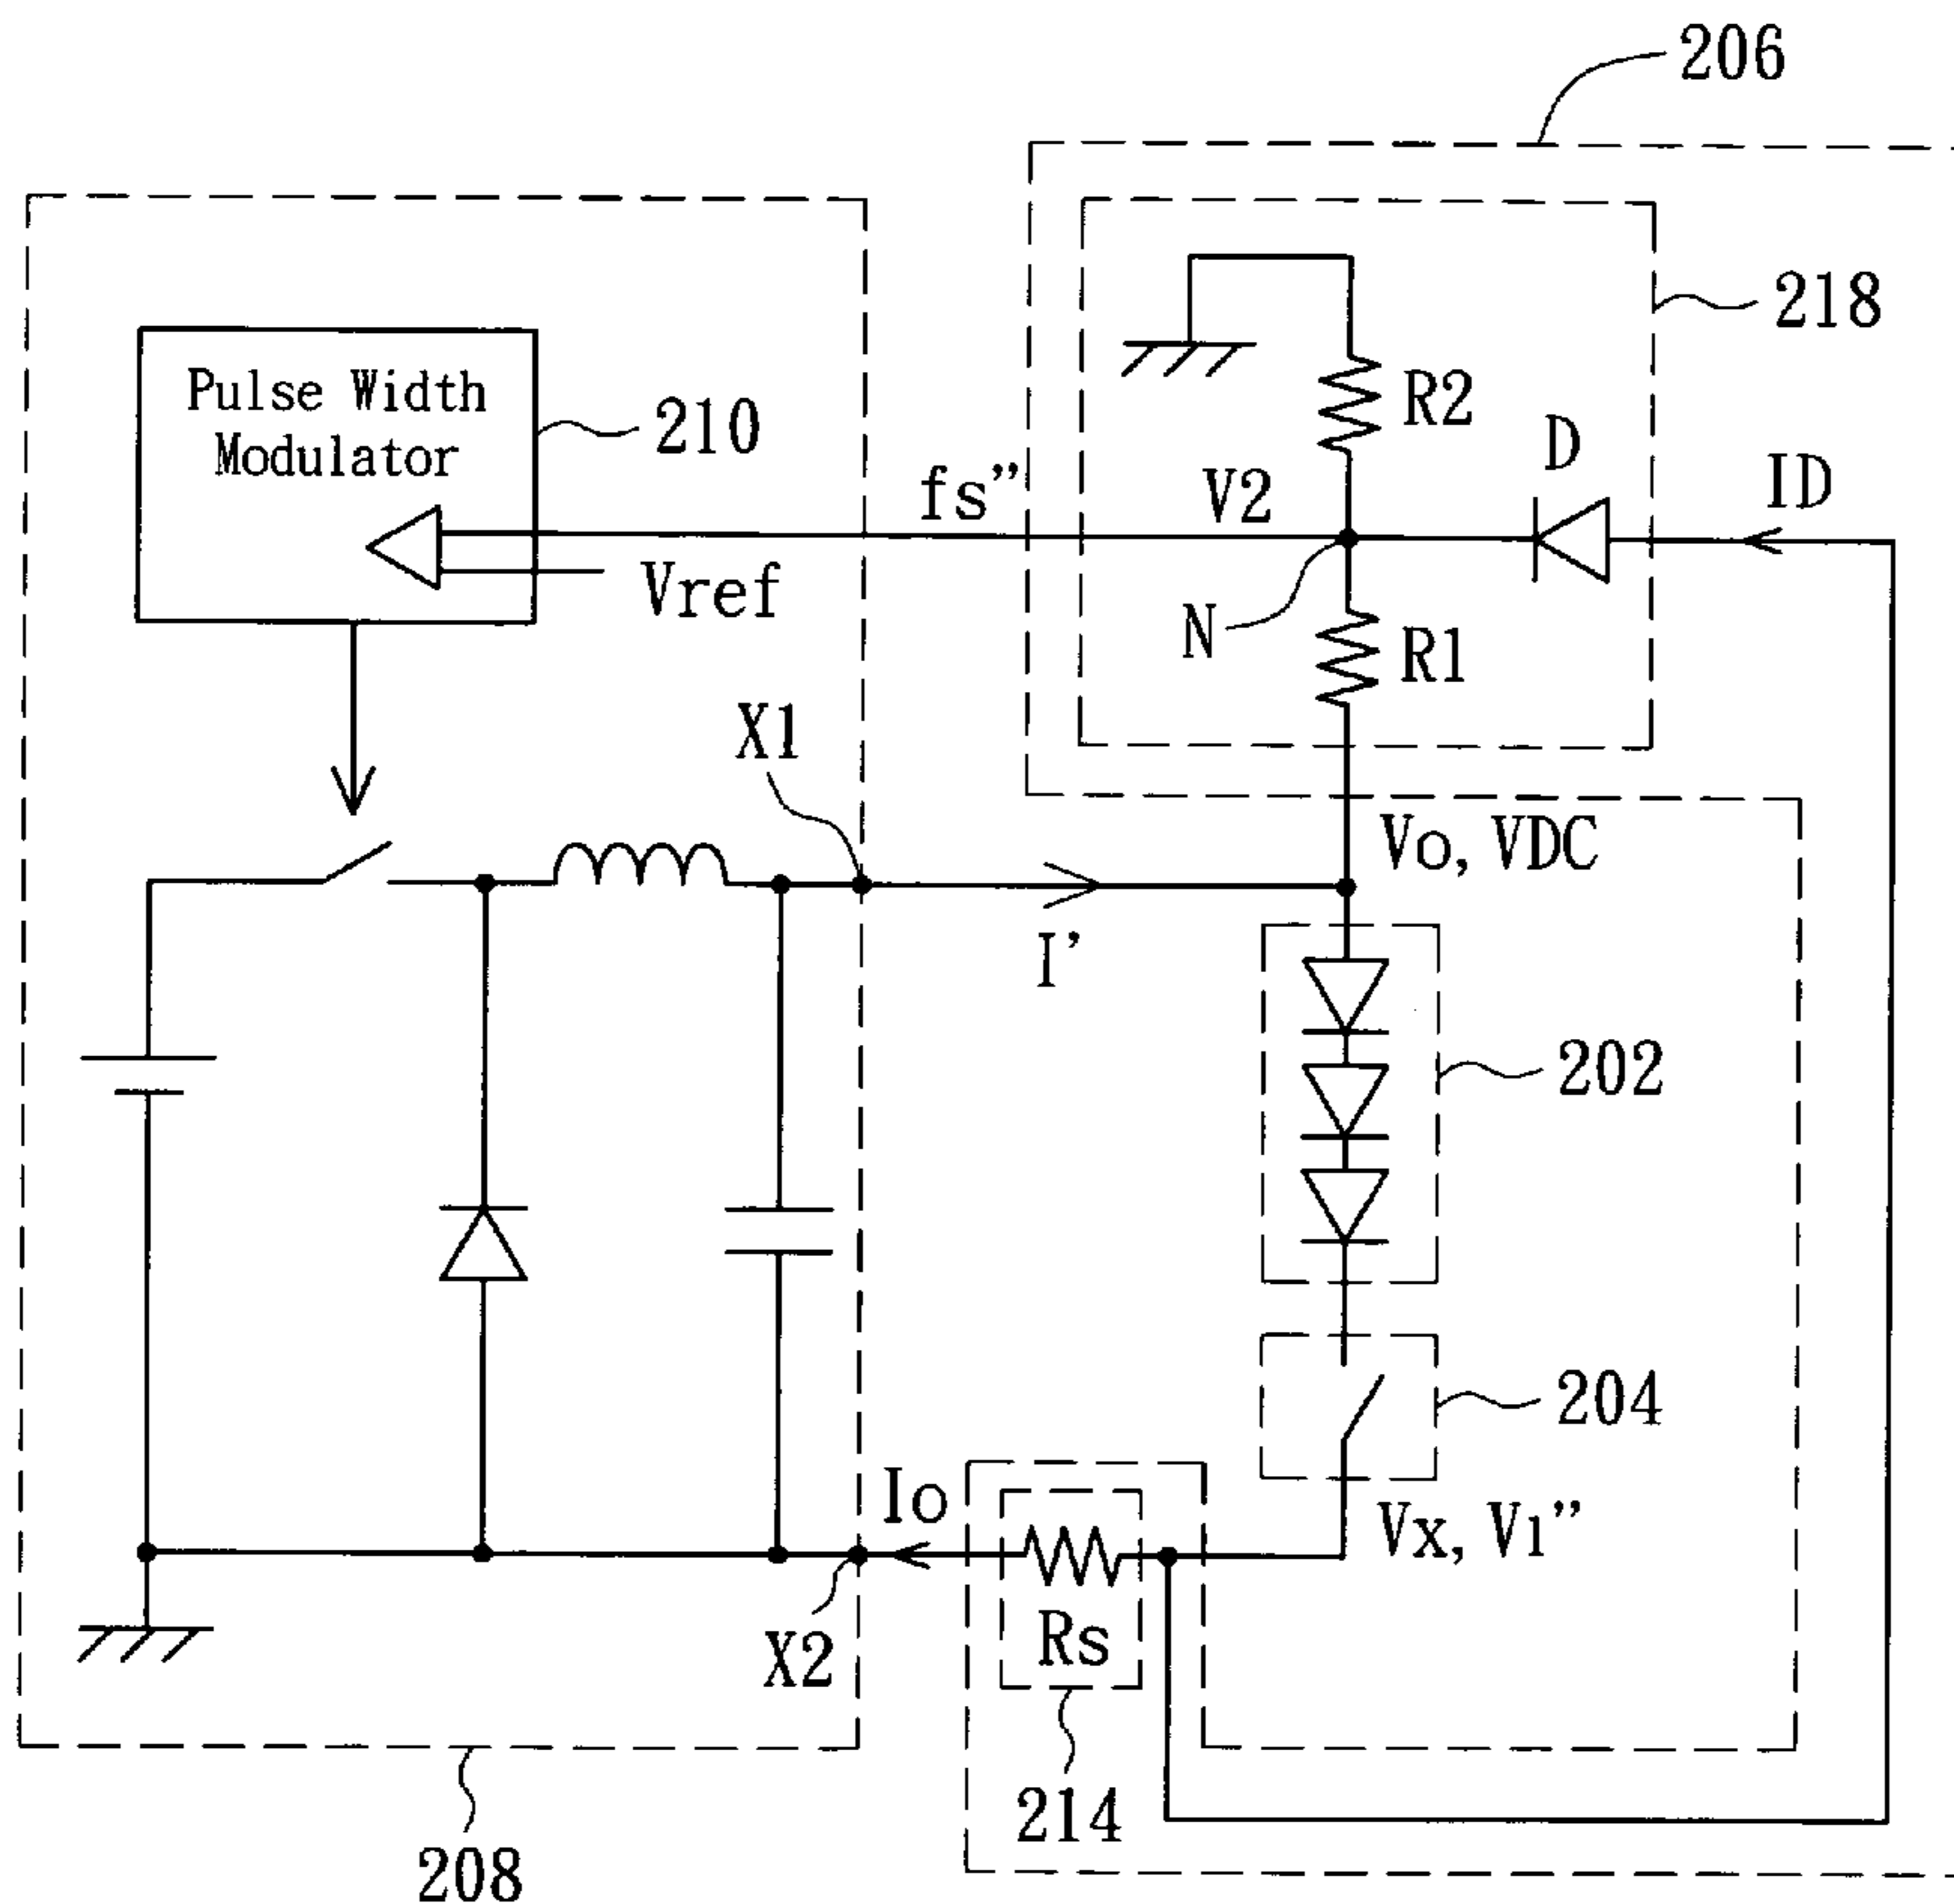 206
218
Pulse Width
Modulator
210
R2
D
ID
fs”
V2
Vref
N
R1
X1
Vo, VDC
I’
202
204
Io
Vx, V1”
Rs
X2
214
208